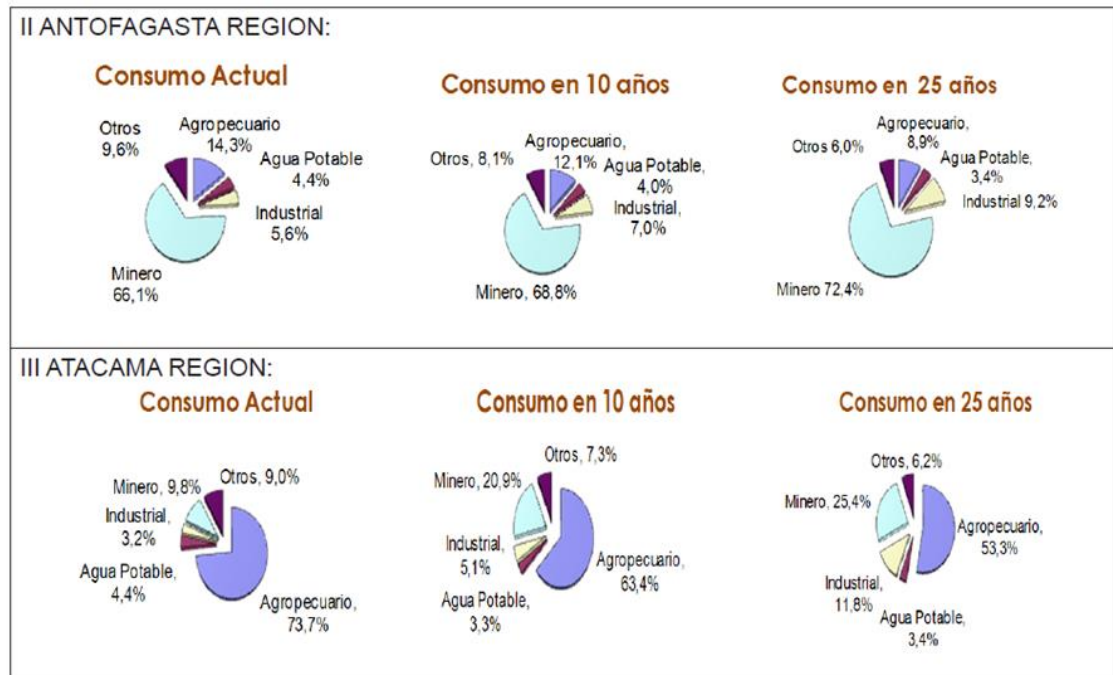 II ANTOFAGASTA REGION:
Consumo Actual
Otros
9,6%
Agropecuario
14,3%
Agua Potable
4,4%
Industrial
5,6%
Minero
66,1%
Consumo en 10 años
Otros, 8,1%
Agropecuario,
12,1%
Agua Potable,
4,0%
Industrial,
7,0%
Minero, 68,8%
Consumo en 25 años
Otros 6,0%
Agropecuario,
8,9%
Agua Potable,
3,4%
Industrial 9,2%
Minero 72,4%
III ATACAMA REGION:
Consumo Actual
Minero, 9,8%
Otros, 9,0%
Industrial,
3,2%
Agua Potable,
4,4%
Agropecuario,
73,7%
Consumo en 10 años
Otros, 7,3%
Minero, 20,9%
Industrial,
5,1%
Agropecuario,
63,4%
Agua Potable,
3,3%
Consumo en 25 años
Otros, 6,2%
Minero, 25,4%
Agropecuario,
53,3%
Industrial,
11,8%
Agua Potable,
3,4%